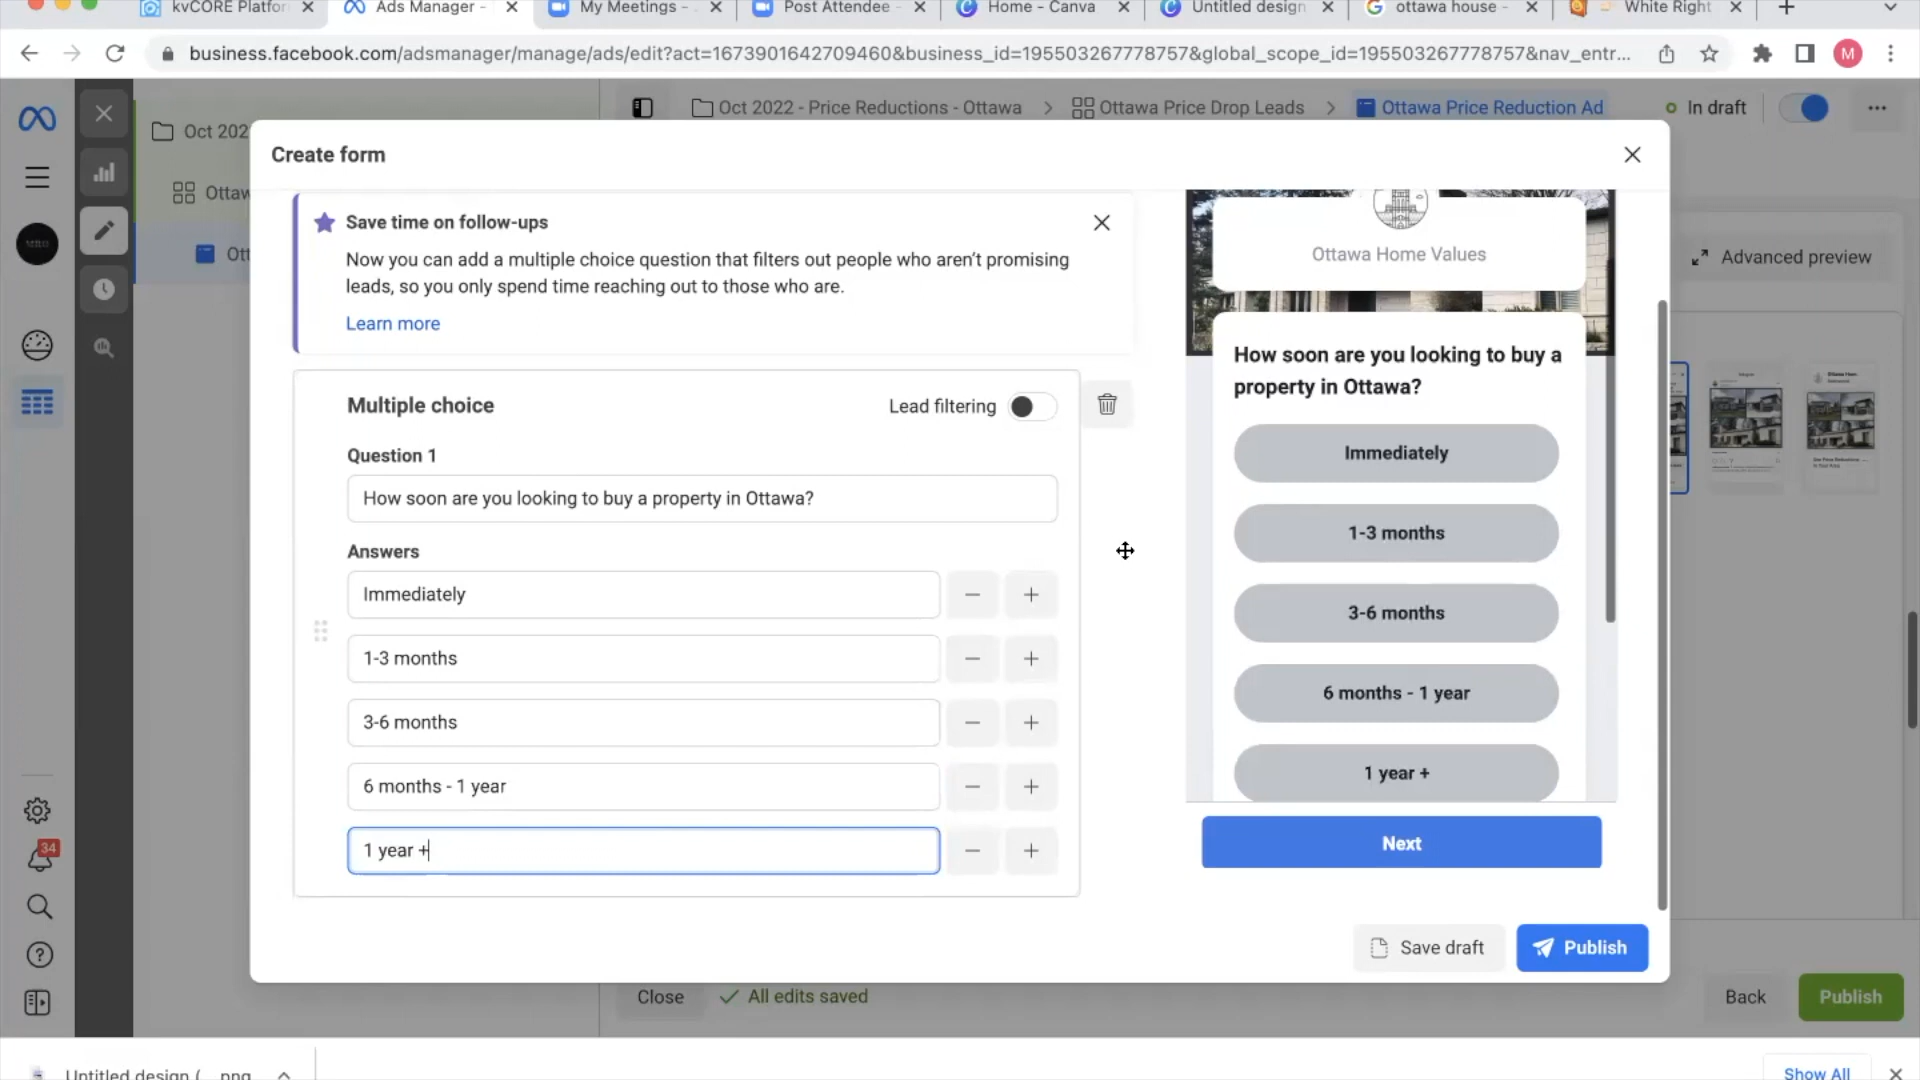 kvCORE Platfor
Ads Manager -
My Meetings -
Post Attendee -
Home - Canva
Untitled design
ottawa house -
White Right
business.facebook.com/adsmanager/manage/ads/edit?act=1673901642709460&business_id=195503267778757&global_scope_id=195503267778757&nav_entr...
M
Oct 202
Ottaw
Ott
Oct 2022 - Price Reductions - Ottawa
Ottawa Price Drop Leads
Ottawa Price Reduction Ad
In draft
Advanced preview
Create form
Save time on follow-ups
Now you can add a multiple choice question that filters out people who aren't promising
leads, so you only spend time reaching out to those who are.
Learn more
Multiple choice
Lead filtering
Question 1
How soon are you looking to buy a property in Ottawa?
Answers
Immediately
1-3 months
3-6 months
6 months - 1 year
1 year +
Ottawa Home Values
How soon are you looking to buy a
property in Ottawa?
Immediately
1-3 months
3-6 months
6 months - 1 year
1 year +
Next
Save draft
Publish
34
Close
All edits saved
Back
Publish
Untitled design (....png
Show All